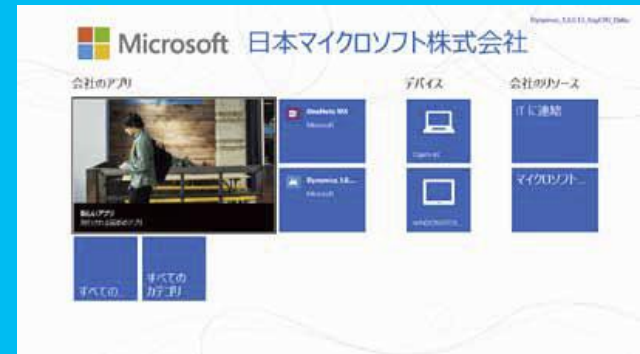 Microsoft 日本マイクロソフト株式会社
会社のアプリ
デバイス
会社のリソース
OneNote MX
Microsoft
IT に連絡
新しいアプリ
Dynamics
Microsoft
マイクロソフト...
すべての...
すべての
カテゴリ